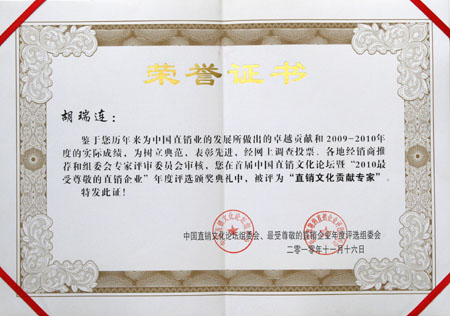 荣誉证书
胡瑞连：
鉴于您历年来为中国直销业的发展所做出的卓越贡献和2009-2010年
度的实际成绩，为树立典范、表彰先进，经网上调查投票、各地经销商推
荐和组委会专家评审委员会审核，您在首届中国直销文化论坛暨“2010最
受尊敬的直销企业”年度评选颁奖典礼中，被评为“直销文化贡献专家”。
特发此证！
中国直销文化论坛组委会、最受尊敬的直销企业年度评选组委会
二零一零年十一月十六日